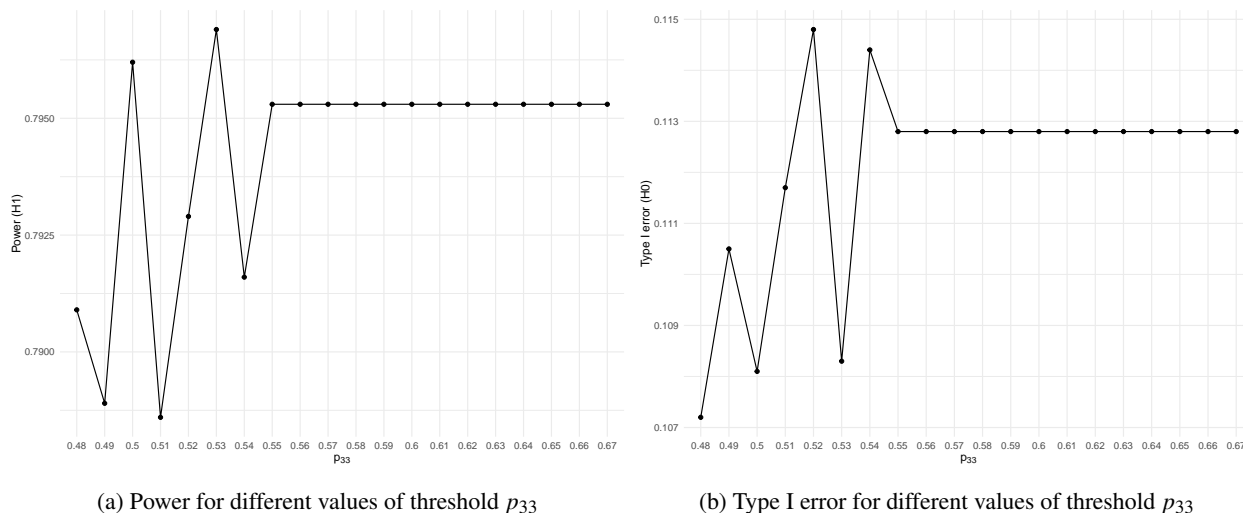 0.7950
0.7925
0.7900
Power (H1)
0.48 0.49 0.5 0.51 0.52 0.53 0.54 0.55 0.56 0.57 0.58 0.59 0.6 0.61 0.62 0.63 0.64 0.65 0.66 0.67
p33
(a) Power for different values of threshold p33
0.115
0.113
0.111
0.109
0.107
Type I error (H0)
0.48 0.49 0.5 0.51 0.52 0.53 0.54 0.55 0.56 0.57 0.58 0.59 0.6 0.61 0.62 0.63 0.64 0.65 0.66 0.67
p33
(b) Type I error for different values of threshold p33